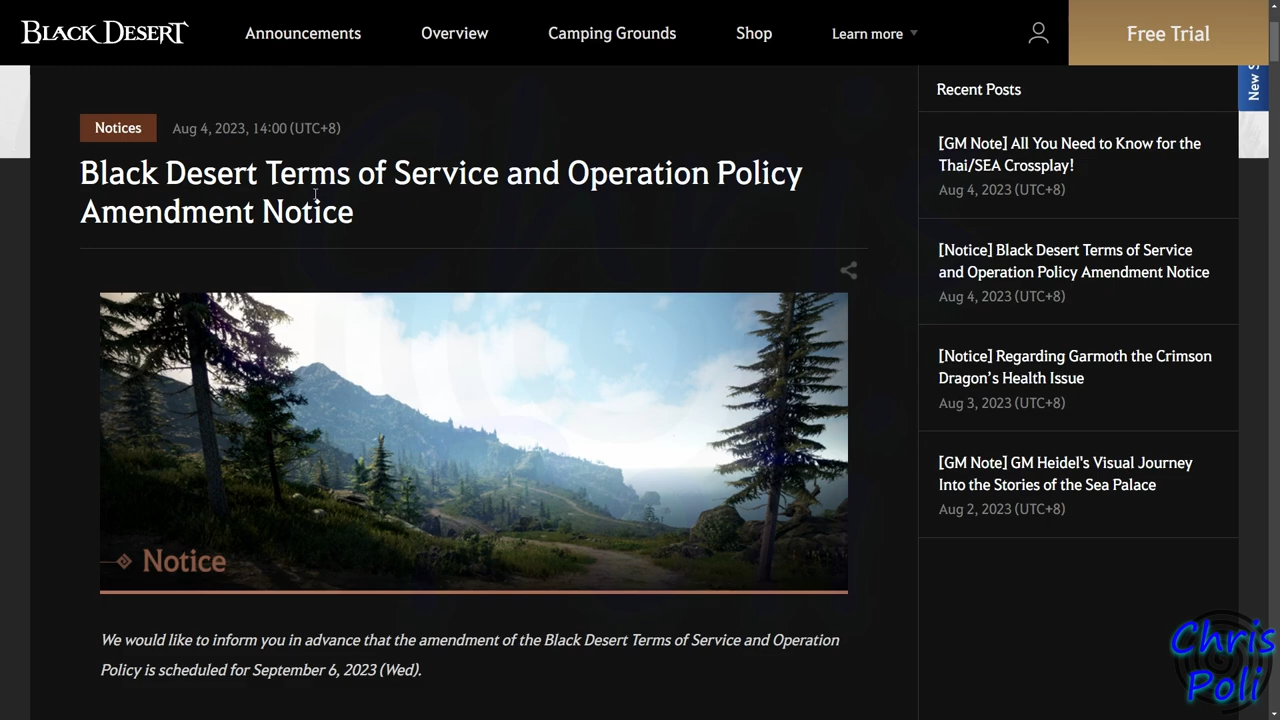 BLACK DESERT
Announcements
Overview
Camping Grounds
Shop
Learn more
Free Trial
Notices
Aug 4, 2023, 14:00 (UTC+8)
Black Desert Terms of Service and Operation Policy
Amendment Notice
Notice
We would like to inform you in advance that the amendment of the Black Desert Terms of Service and Operation
Policy is scheduled for September 6, 2023 (Wed).
Recent Posts
[GM Note] All You Need to Know for the
Thai/SEA Crossplay!
Aug 4, 2023 (UTC+8)
[Notice] Black Desert Terms of Service
and Operation Policy Amendment Notice
Aug 4, 2023 (UTC+8)
[Notice] Regarding Garmoth the Crimson
Dragon’s Health Issue
Aug 3, 2023 (UTC+8)
[GM Note] GM Heidel's Visual Journey
Into the Stories of the Sea Palace
Aug 2, 2023 (UTC+8)
New
Chris
Poli